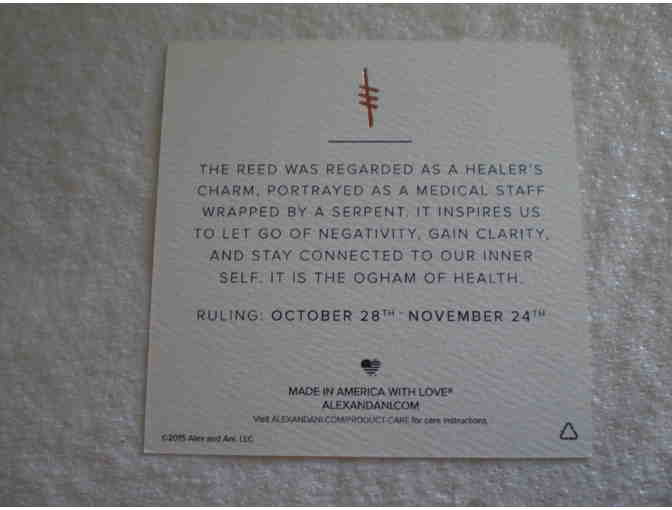 THE REED WAS REGARDED AS A HEALER'S
CHARM, PORTRAYED AS A MEDICAL STAFF
WRAPPED BY A SERPENT. IT INSPIRES US
TO LET GO OF NEGATIVITY, GAIN CLARITY,
AND STAY CONNECTED TO OUR INNER
SELF. IT IS THE OGHAM OF HEALTH.
RULING: OCTOBER 28TH - NOVEMBER 24TH
MADE IN AMERICA WITH LOVE®
ALEXANDANI.COM
Visit ALEXANDANI.COM/PRODUCT-CARE for care instructions.
©2015 Alex and Ani, LLC